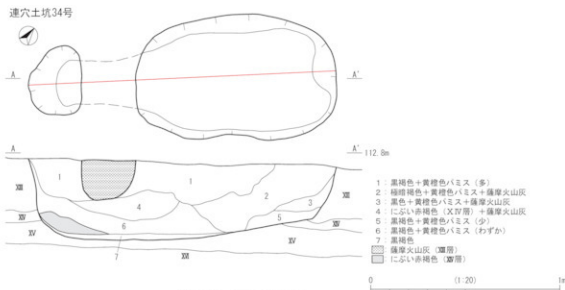 連穴土坑34号
A
A'
A
A'
112.8m
1
1
2
3
4
5
6
7
XIII
XIV
XV
XV
XIII
XIV
XV
1:黒褐色+黄橙色パミス(多)
2 極暗褐色+黄橙色パミス+薩摩火山灰
3:黒色+黄橙色パミス+薩摩火山灰
4:にぶい赤褐色(XIV層)+薩摩火山灰
5 黒褐色+黄橙色パミス(少)
6:黒褐色+黄橙色パミス(わずか)
7 黒褐色
薩摩火山灰(XII層)
にぶい赤褐色(XIV層)
0 (1:20) 1m